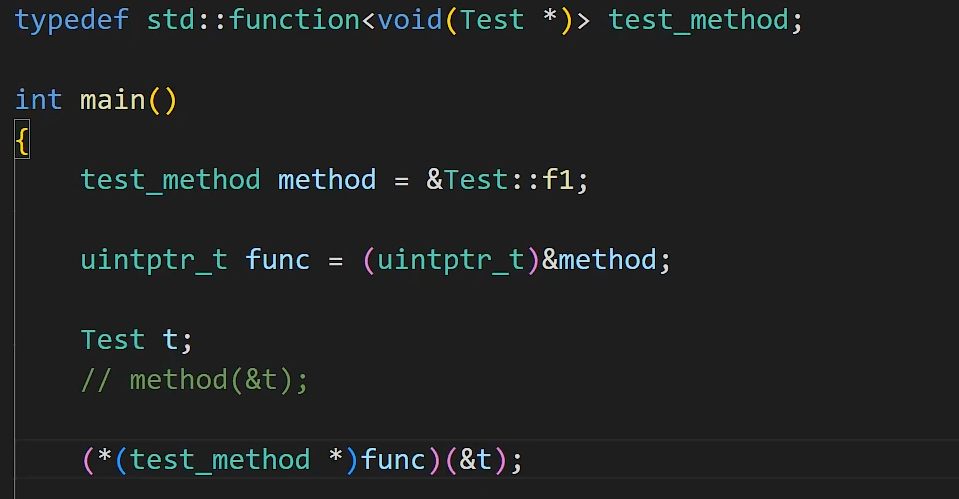 typedef std::function<void(Test *)> test_method;
int main()
{
test_method method = &Test::f1;
uintptr_t func = (uintptr_t)&method;
Test t;
// method(&t);
(*(test_method *)func)(&t);